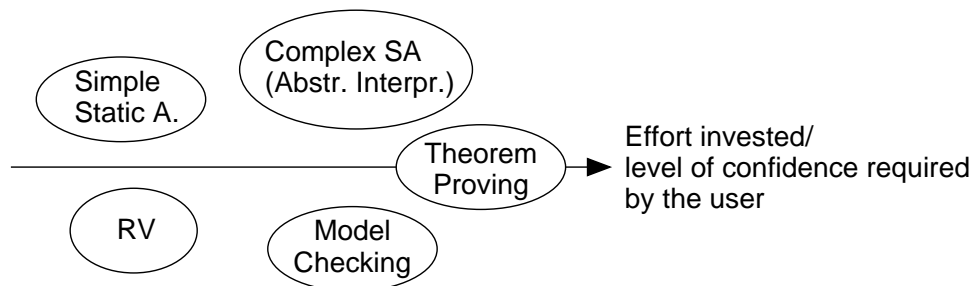 Simple
Static A.
Complex SA
(Abstr. Interpr.)
Theorem
Proving
Effort invested/
level of confidence required
by the user
RV
Model
Checking